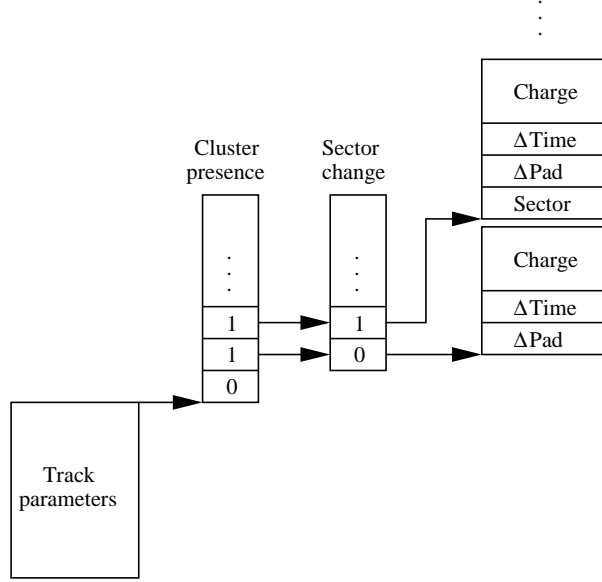 Charge
ΔTime
ΔPad
Sector
Charge
ΔTime
ΔPad
Cluster
presence
Sector
change
1
1
1
0
0
Track
parameters